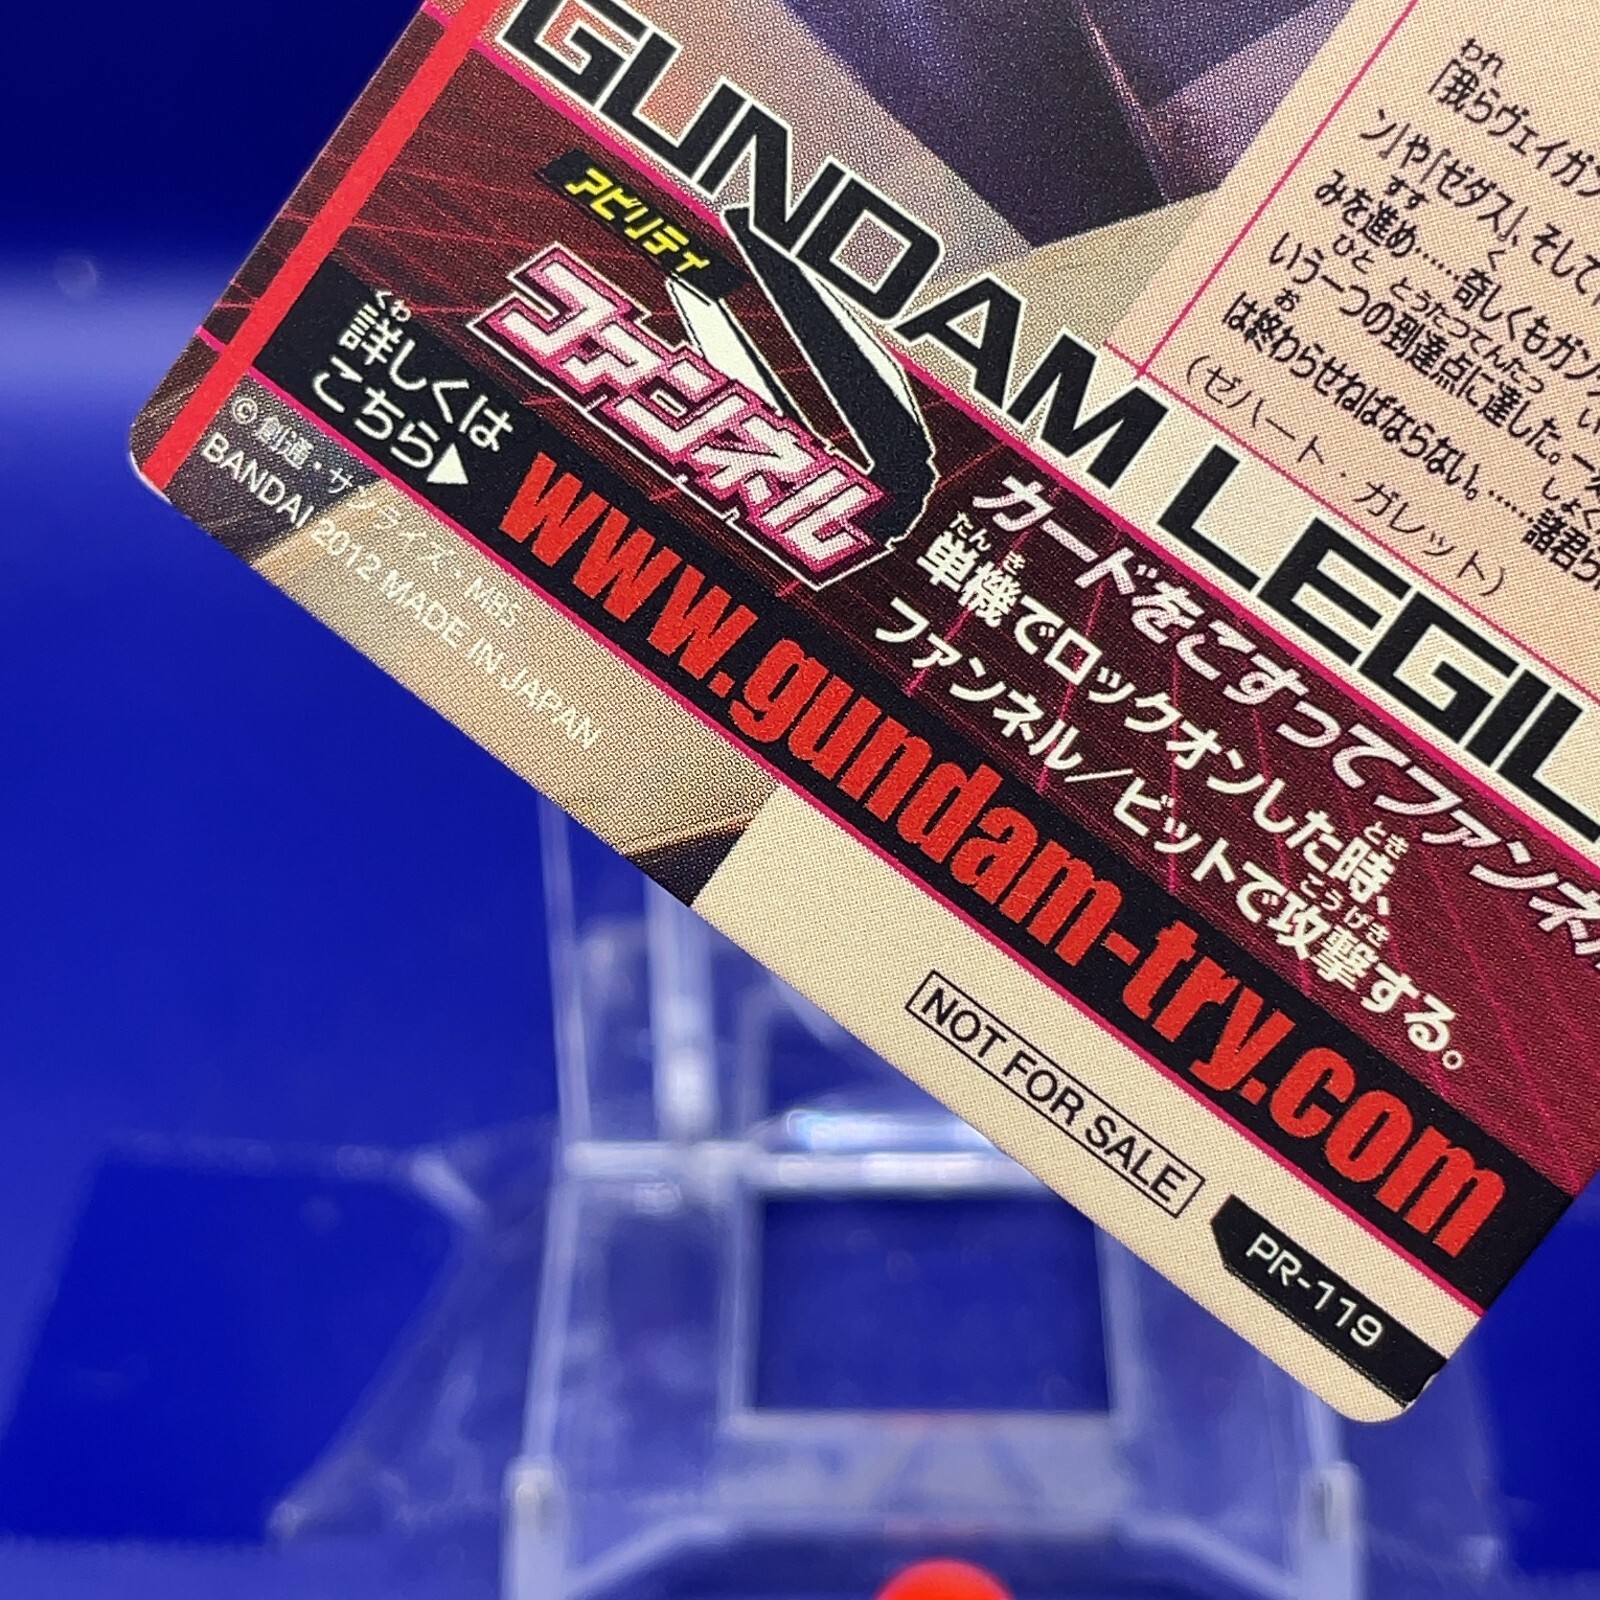 GUNDAM LEGIL
「我らヴェイガン
ン」や「ゼダス」、そして
みを進め……奇しくもガン
いう一つの到達点に達した。
は終わらせねばならない。……諸君ら
(ゼハート・ガレット)
アビリティ
ファンネル
カードをこすってファンネル
単機でロックオンした時、
ファンネル/ビットで攻撃する。
詳しくは
こちら▶
www.gundam-try.com
© 創通・サンライズ・MBS
BANDAI 2012 MADE IN JAPAN
NOT FOR SALE
PR-119